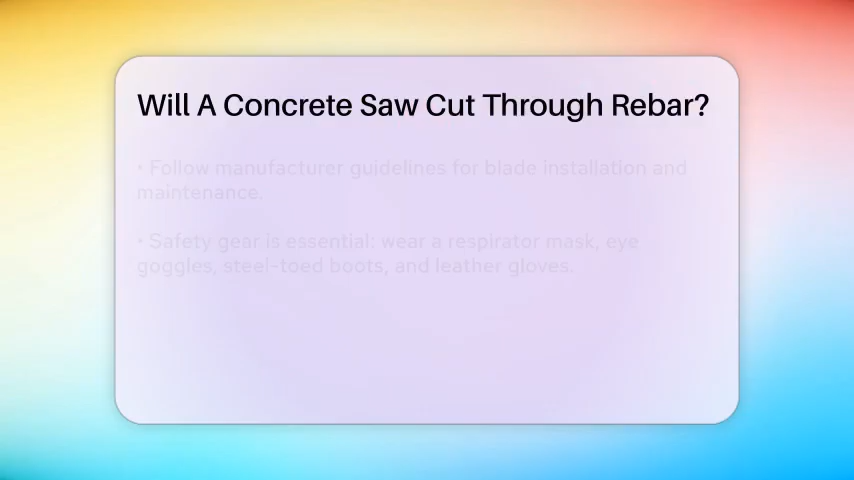 Will A Concrete Saw Cut Through Rebar?
• Follow manufacturer guidelines for blade installation and
maintenance.
• Safety gear is essential: wear a respirator mask, eye
goggles, steel-toed boots, and leather gloves.